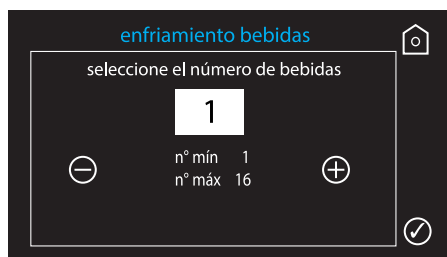 enfriamiento bebidas
seleccione el número de bebidas
1
n° mín 1
n° máx 16